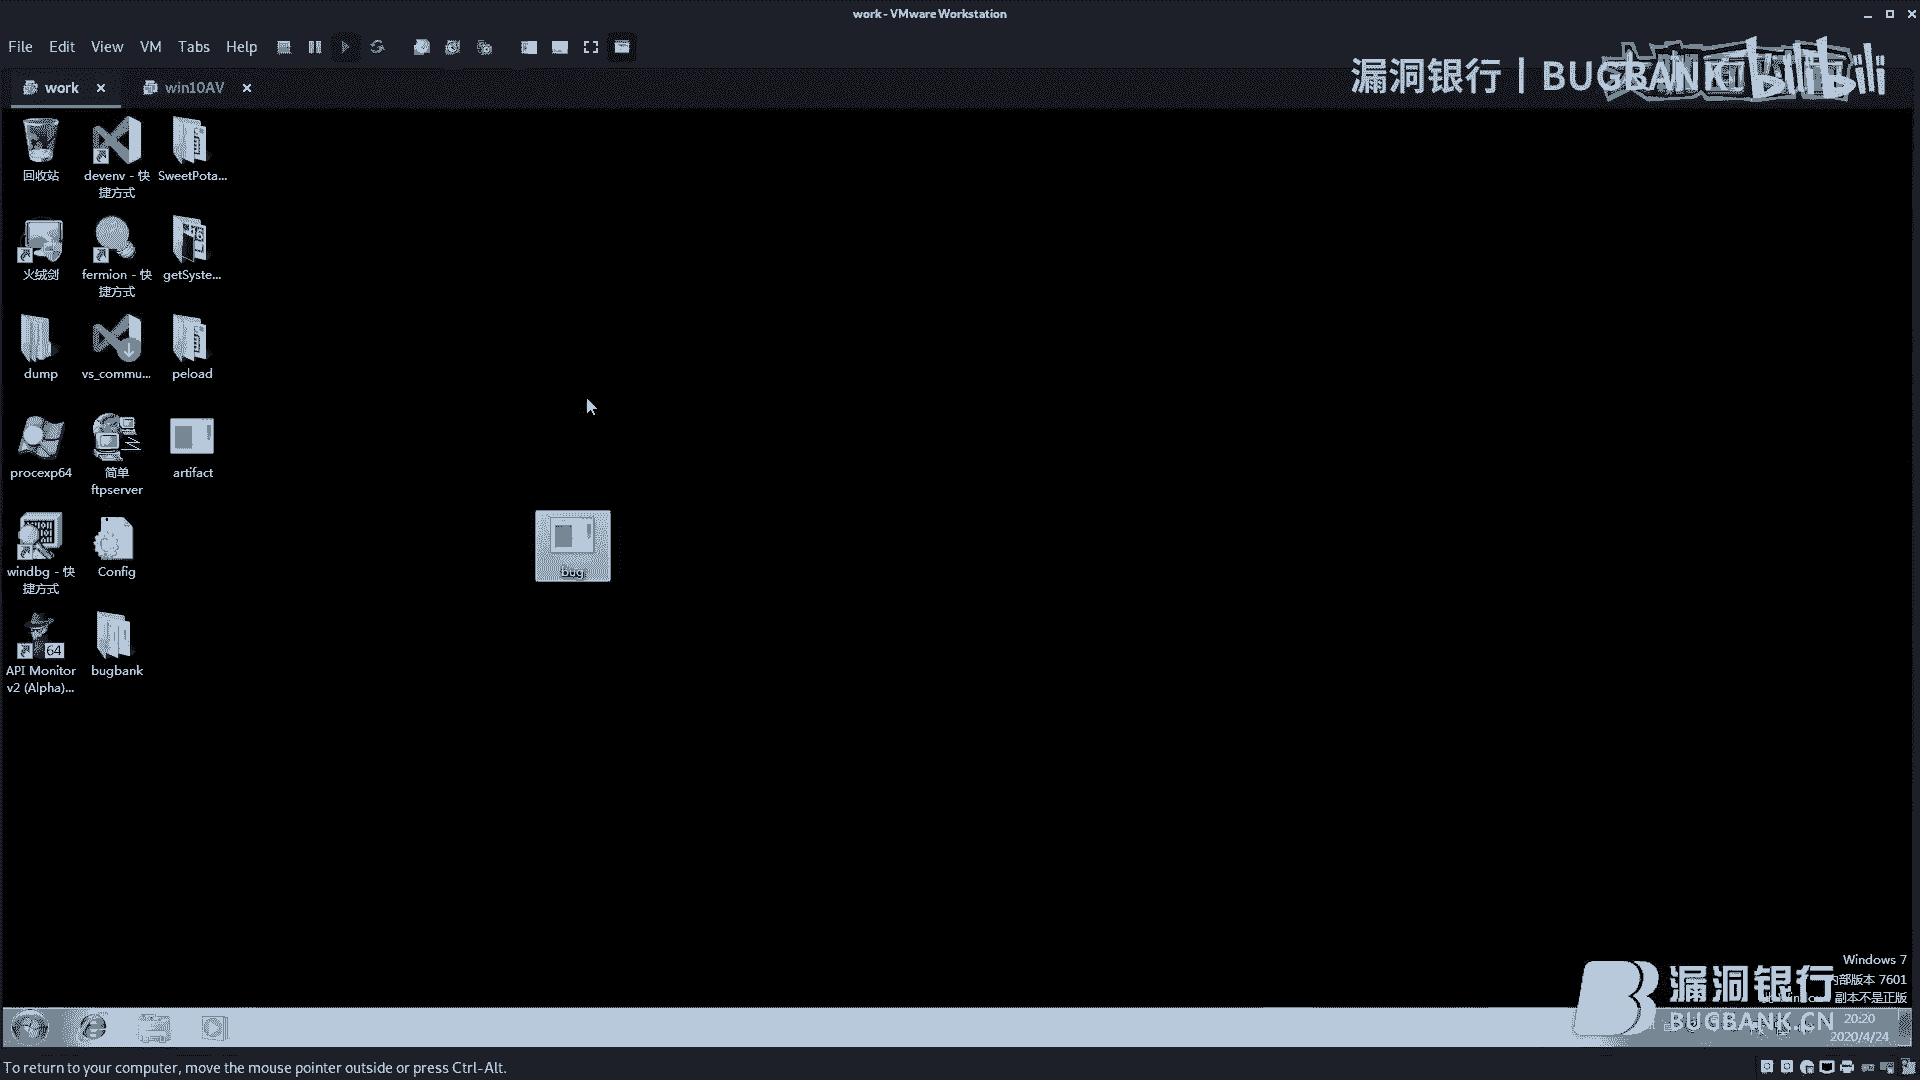 work - VMware Workstation
File Edit View VM Tabs Help
漏洞银行 | BUGBANK bilibili
work
win10AV
回收站
devenv - 快
捷方式
SweetPota...
火绒剑
fermion - 快
捷方式
getSyste...
dump
vs_commu...
peload
procexp64
简单
ftpserver
artifact
windbg - 快
捷方式
Config
bug
64
API Monitor
v2 (Alpha)...
bugbank
Windows 7
内部版本 7601
副本不是正版
漏洞银行
BUGBANK.CN
20:20
2020/4/24
To return to your computer, move the mouse pointer outside or press Ctrl-Alt.